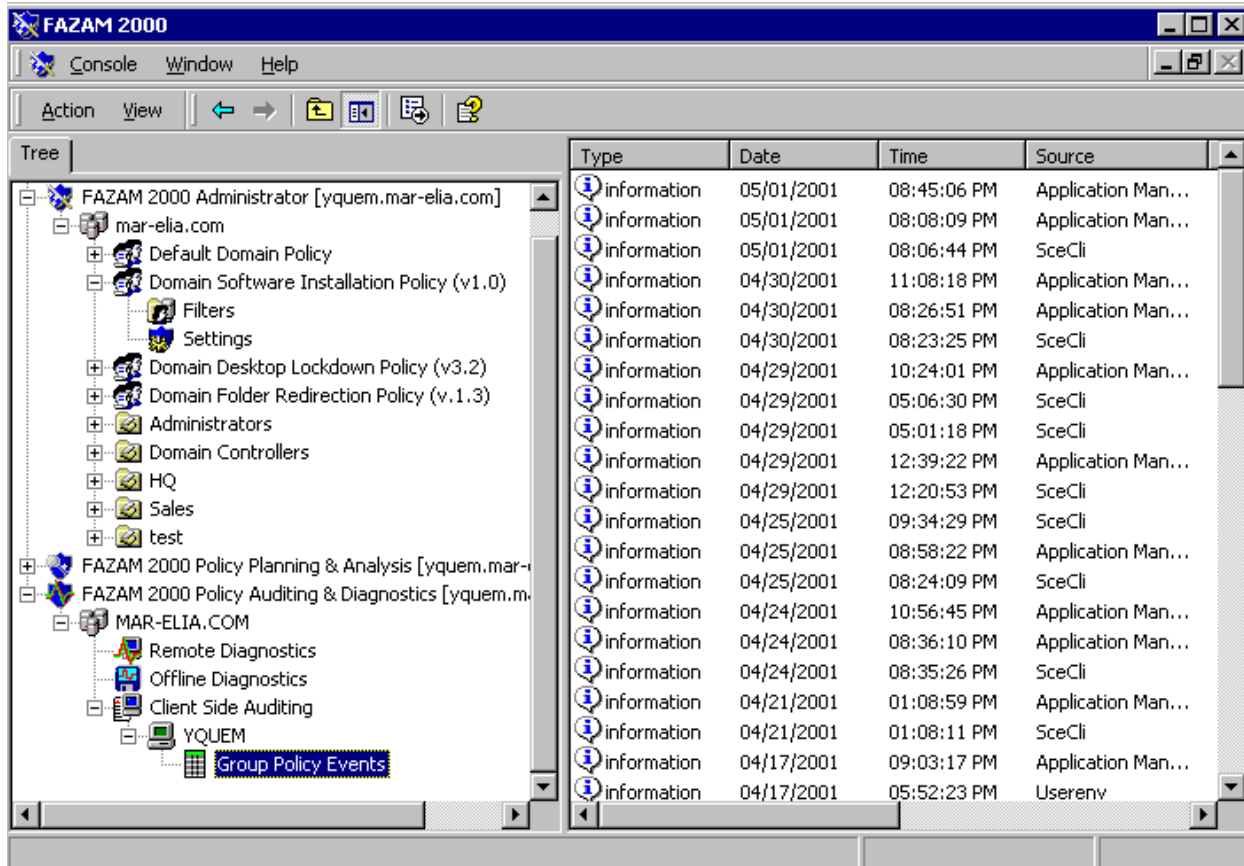 FAZAM 2000
Console Window Help
Action View
Tree
FAZAM 2000 Administrator [yquem.mar-elia.com]
mar-elia.com
Default Domain Policy
Domain Software Installation Policy (v1.0)
Filters
Settings
Domain Desktop Lockdown Policy (v3.2)
Domain Folder Redirection Policy (v.1.3)
Administrators
Domain Controllers
HQ
Sales
test
FAZAM 2000 Policy Planning & Analysis [yquem.mar-
FAZAM 2000 Policy Auditing & Diagnostics [yquem.m
MAR-ELIA.COM
Remote Diagnostics
Offline Diagnostics
Client Side Auditing
YQUEM
Group Policy Events
Type Date Time Source
information 05/01/2001 08:45:06 PM Application Man...
information 05/01/2001 08:08:09 PM Application Man...
information 05/01/2001 08:06:44 PM SceCli
information 04/30/2001 11:08:18 PM Application Man...
information 04/30/2001 08:26:51 PM Application Man...
information 04/30/2001 08:23:25 PM SceCli
information 04/29/2001 10:24:01 PM Application Man...
information 04/29/2001 05:06:30 PM SceCli
information 04/29/2001 05:01:18 PM SceCli
information 04/29/2001 12:39:22 PM Application Man...
information 04/29/2001 12:20:53 PM SceCli
information 04/25/2001 09:34:29 PM SceCli
information 04/25/2001 08:58:22 PM Application Man...
information 04/25/2001 08:24:09 PM SceCli
information 04/24/2001 10:56:45 PM Application Man...
information 04/24/2001 08:36:10 PM Application Man...
information 04/24/2001 08:35:26 PM SceCli
information 04/21/2001 01:08:59 PM Application Man...
information 04/21/2001 01:08:11 PM SceCli
information 04/17/2001 09:03:17 PM Application Man...
information 04/17/2001 05:52:23 PM Userenv